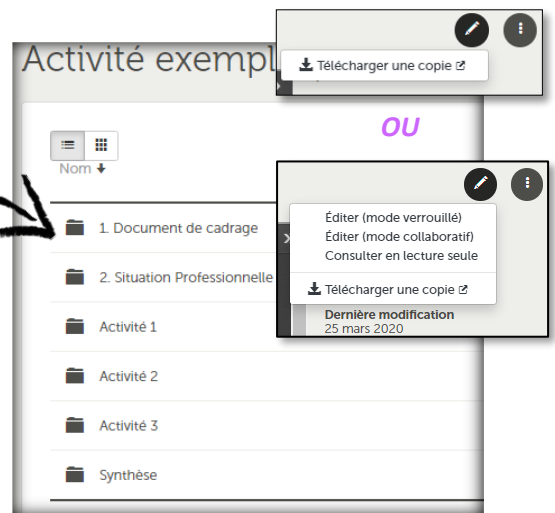 Télécharger une copie
Activité exempl
OU
Nom
Éditer (mode verrouillé)
Éditer (mode collaboratif)
Consulter en lecture seule
Télécharger une copie
Dernière modification
25 mars 2020
1. Document de cadrage
2. Situation Professionnelle
Activité 1
Activité 2
Activité 3
Synthèse